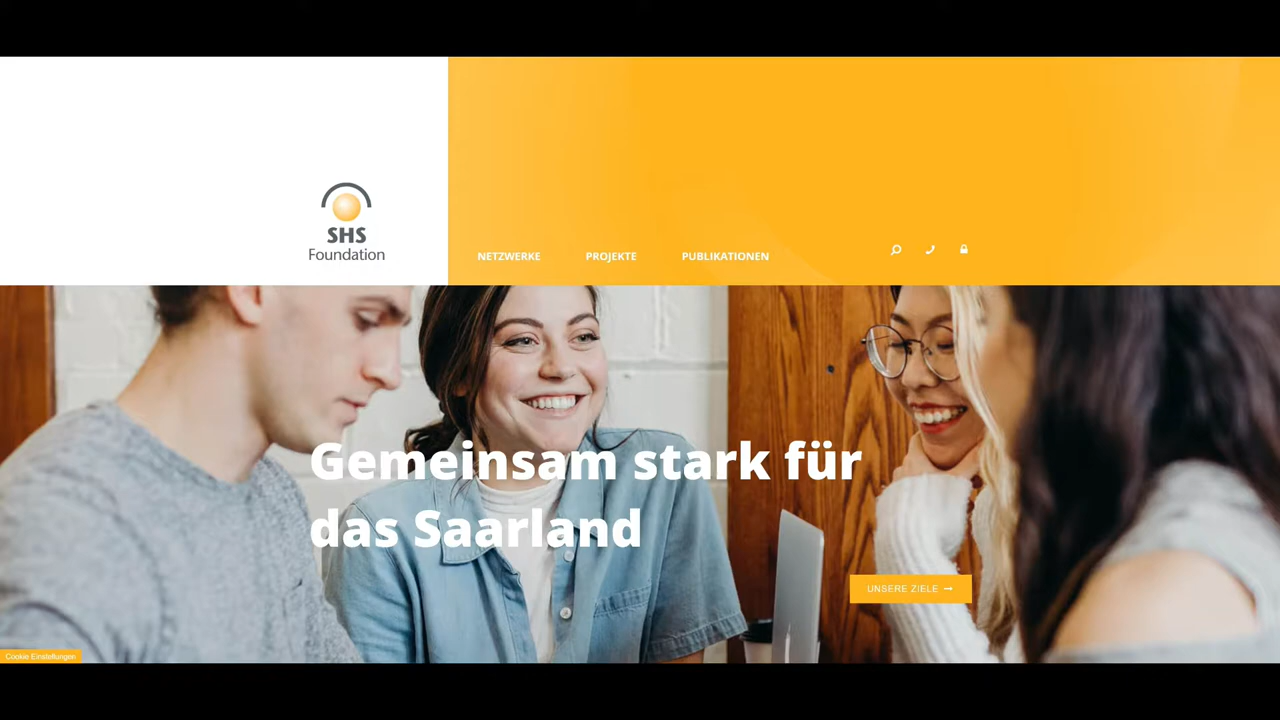 SHS
Foundation
NETZWERKE
PROJEKTE
PUBLIKATIONEN
Gemeinsam stark für
das Saarland
UNSERE ZIELE
Cookie Einstellungen